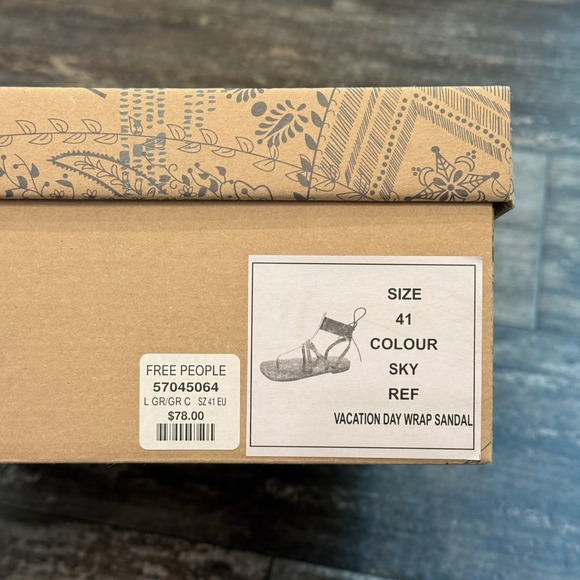 FREE PEOPLE
57045064
L GR/GR C SZ 41 EU
$78.00
SIZE
41
COLOUR
SKY
REF
VACATION DAY WRAP SANDAL